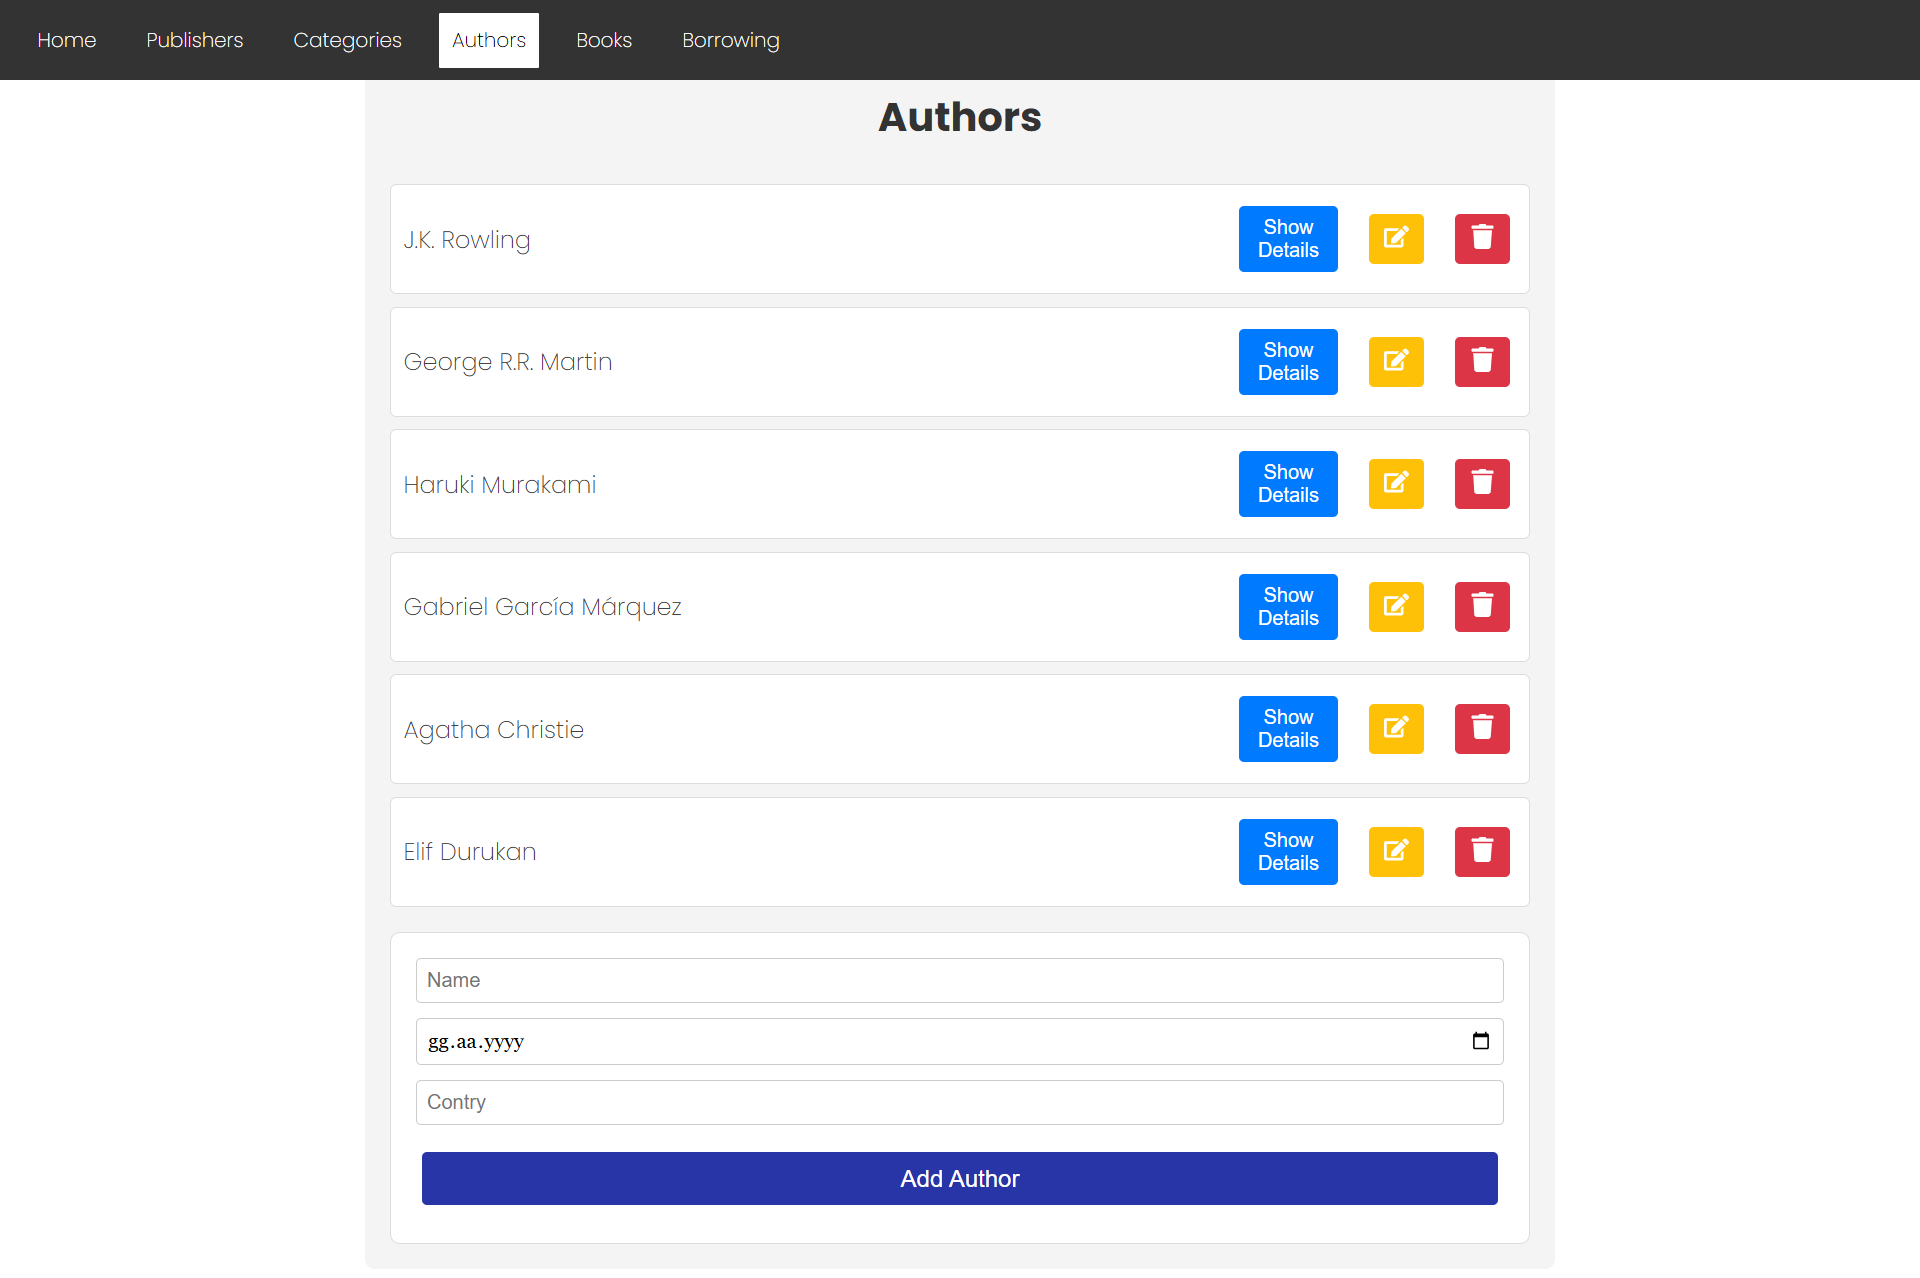 Home Publishers Categories Authors Books Borrowing
Authors
J.K. Rowling
Show
Details
George R.R. Martin
Show
Details
Haruki Murakami
Show
Details
Gabriel García Márquez
Show
Details
Agatha Christie
Show
Details
Elif Durukan
Show
Details
Name
gg.aa.yyyy
Contry
Add Author